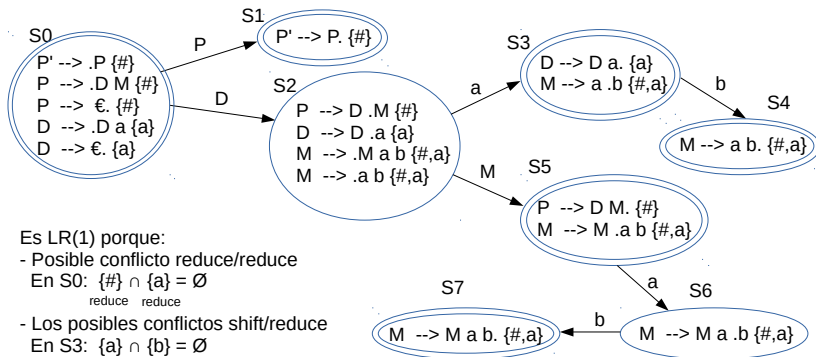 S0
P' --> .P {#}
P --> .D M {#}
P --> €. {#}
D --> .D a {a}
D --> €. {a}
P
S1
P' --> P. {#}
D
S2
P --> D .M {#}
D --> D .a {a}
M --> .M a b {#,a}
M --> .a b {#,a}
a
S3
D --> D a. {a}
M --> a .b {#,a}
b
S4
M --> a b. {#,a}
M
S5
P --> D M. {#}
M --> M .a b {#,a}
a
S6
M --> M a .b {#,a}
b
S7
M --> M a b. {#,a}
Es LR(1) porque:
- Posible conflicto reduce/reduce
En S0: {#} ∩ {a} = Ø
reduce reduce
- Los posibles conflictos shift/reduce
En S3: {a} ∩ {b} = Ø